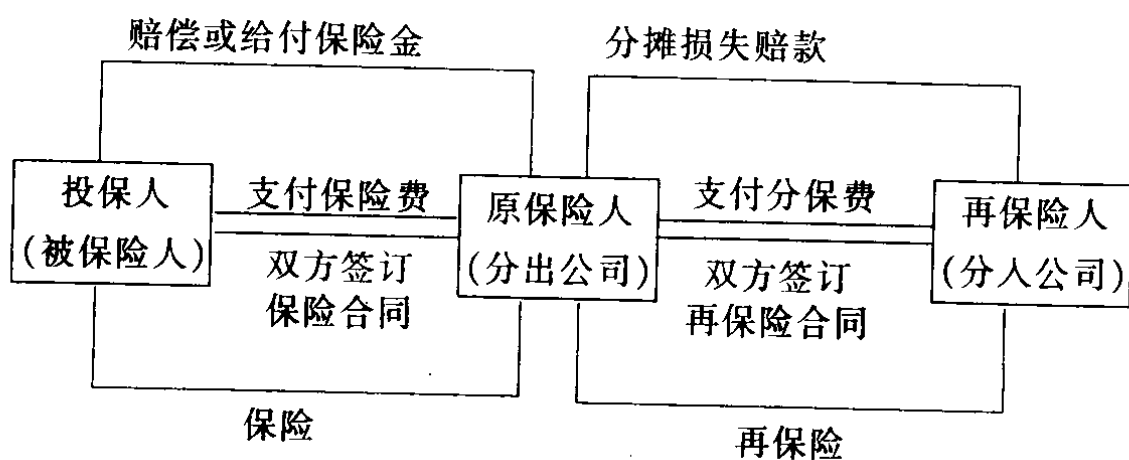 赔偿或给付保险金
分摊损失赔款
投保人
(被保险人)
支付保险费
双方签订
保险合同
原保险人
(分出公司)
支付分保费
双方签订
再保险合同
再保险人
(分人公司)
保险
再保险